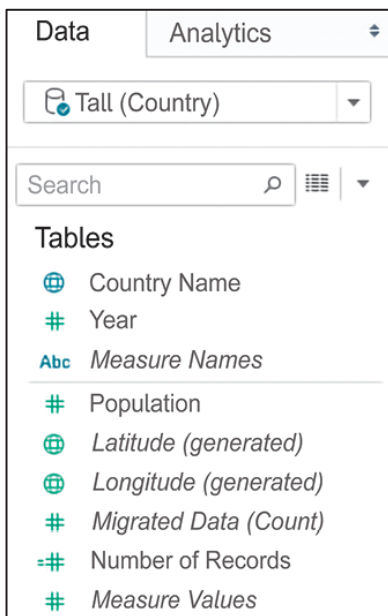 Data Analytics
Tall (Country)
Search
Tables
Country Name
# Year
Abc Measure Names
# Population
Latitude (generated)
Longitude (generated)
# Migrated Data (Count)
=# Number of Records
# Measure Values